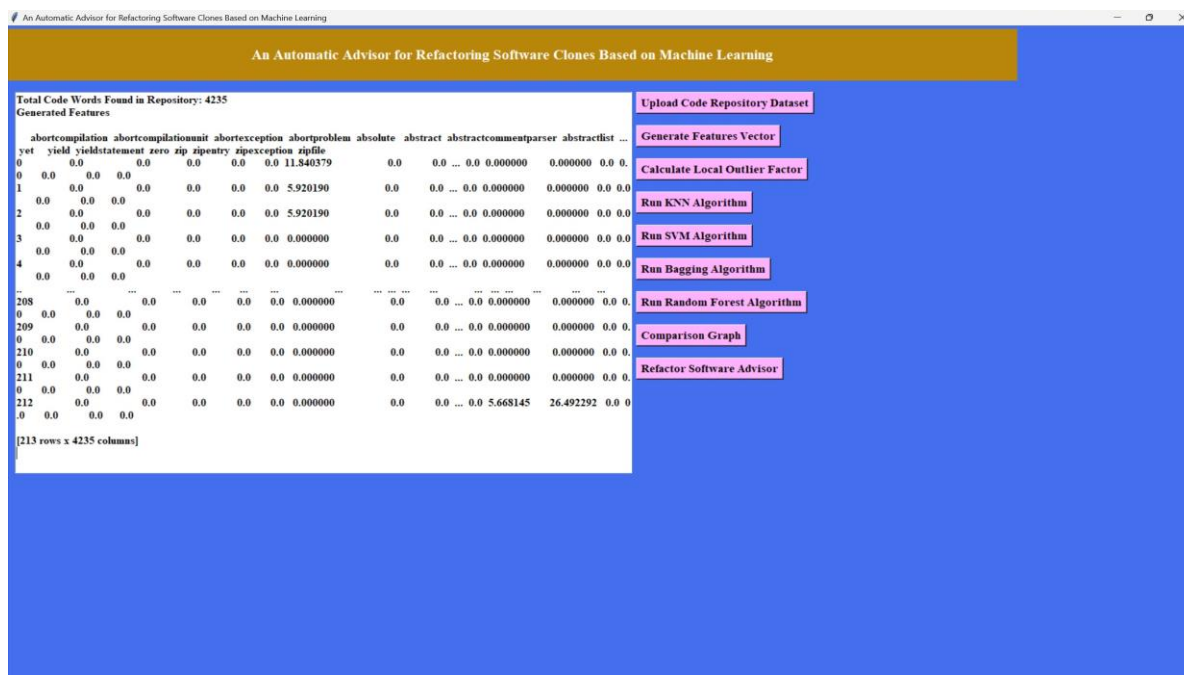 An Automatic Advisor for Refactoring Software Clones Based on Machine Learning
An Automatic Advisor for Refactoring Software Clones Based on Machine Learning
Total Code Words Found in Repository: 4235
Generated Features
abortcompilation abortcompilationunit abortexception abortproblem absolute abstract abstractcommentparser abstractlist ...
yet yield yieldstatement zero zip zipentry zipexception zipfile
0 0.0 0.0 0.0 0.0 0.0 11.840379 0.0 0.0 ... 0.0 0.000000 0.000000 0.0 0.
0 0.0 0.0 0.0
1 0.0 0.0 0.0 0.0 0.0 5.920190 0.0 0.0 ... 0.0 0.000000 0.000000 0.0 0.0
0.0 0.0 0.0
2 0.0 0.0 0.0 0.0 0.0 5.920190 0.0 0.0 ... 0.0 0.000000 0.000000 0.0 0.0
0.0 0.0 0.0
3 0.0 0.0 0.0 0.0 0.0 0.000000 0.0 0.0 ... 0.0 0.000000 0.000000 0.0 0.0
0.0 0.0 0.0
4 0.0 0.0 0.0 0.0 0.0 0.000000 0.0 0.0 ... 0.0 0.000000 0.000000 0.0 0.0
0.0 0.0 0.0
.. ... ... ... ... ... ... ... ... ... ... ... ... ... ... ... ... ... ...
208 0.0 0.0 0.0 0.0 0.0 0.000000 0.0 0.0 ... 0.0 0.000000 0.000000 0.0 0.
0 0.0 0.0 0.0
209 0.0 0.0 0.0 0.0 0.0 0.000000 0.0 0.0 ... 0.0 0.000000 0.000000 0.0 0.
0 0.0 0.0 0.0
210 0.0 0.0 0.0 0.0 0.0 0.000000 0.0 0.0 ... 0.0 0.000000 0.000000 0.0 0.
0 0.0 0.0 0.0
211 0.0 0.0 0.0 0.0 0.0 0.000000 0.0 0.0 ... 0.0 0.000000 0.000000 0.0 0.
0 0.0 0.0 0.0
212 0.0 0.0 0.0 0.0 0.0 0.000000 0.0 0.0 ... 0.0 5.668145 26.492292 0.0 0
.0 0.0 0.0 0.0
[213 rows x 4235 columns]
Upload Code Repository Dataset
Generate Features Vector
Calculate Local Outlier Factor
Run KNN Algorithm
Run SVM Algorithm
Run Bagging Algorithm
Run Random Forest Algorithm
Comparison Graph
Refactor Software Advisor